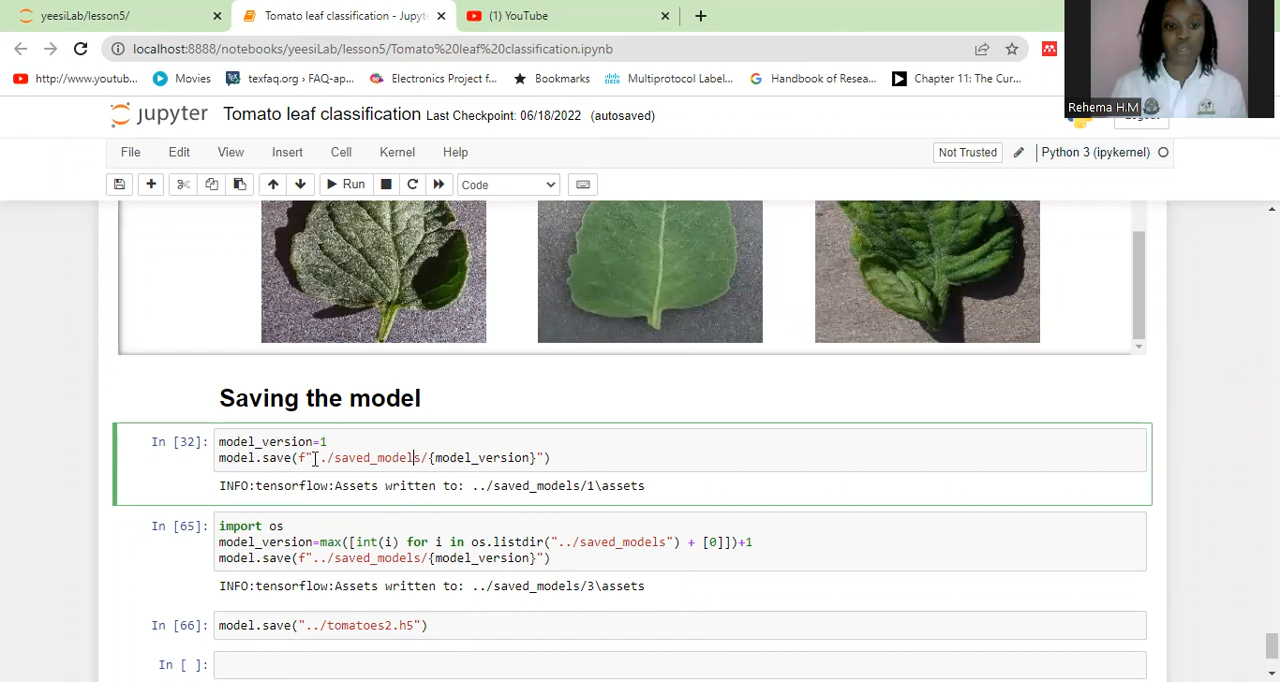 yeesiLab/lesson5/
Tomato leaf classification - Jupyt
(1) YouTube
localhost:8888/notebooks/yeesiLab/lesson5/Tomato%20leaf%20classification.ipynb
http://www.youtub...
Movies
texfaq.org › FAQ-ap...
Electronics Project f...
Bookmarks
Multiprotocol Label...
Handbook of Resea...
Chapter 11: The Cur...
Rehema H.M
jupyter Tomato leaf classification Last Checkpoint: 06/18/2022 (autosaved)
File Edit View Insert Cell Kernel Help
Not Trusted
Python 3 (ipykernel)
Run
Code
Saving the model
In [32]: model_version=1
model.save(f"../saved_models/{model_version}")
INFO:tensorflow:Assets written to: ../saved_models/1\assets
In [65]: import os
model_version=max([int(i) for i in os.listdir("../saved_models") + [0]])+1
model.save(f"../saved_models/{model_version}")
INFO:tensorflow:Assets written to: ../saved_models/3\assets
In [66]: model.save("../tomatoes2.h5")
In [ ]: